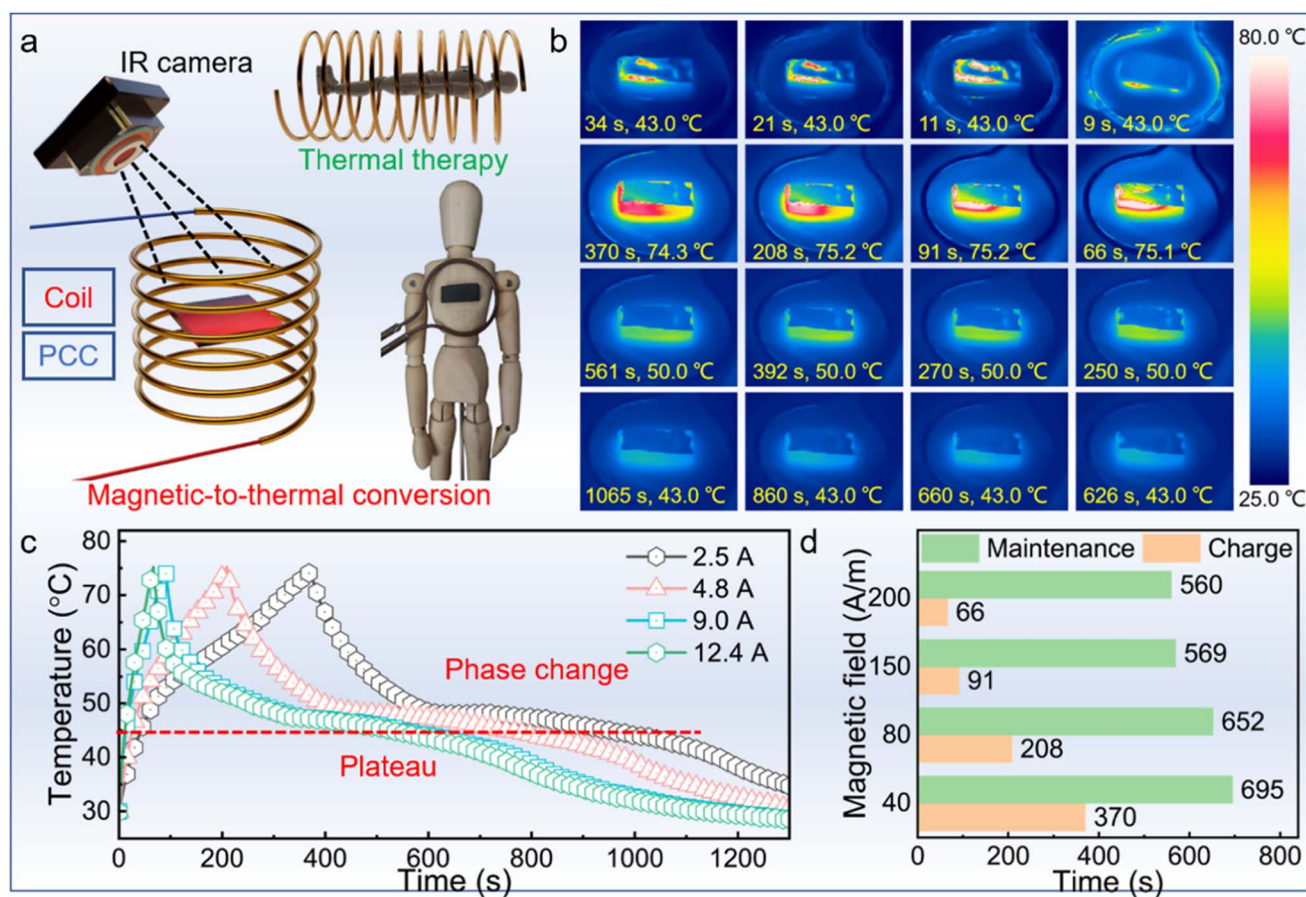 a
IR camera
Thermal therapy
Coil
PCC
Magnetic-to-thermal conversion
b
34 s, 43.0 ℃
21 s, 43.0 ℃
11 s, 43.0 ℃
9 s, 43.0 ℃
370 s, 74.3 ℃
208 s, 75.2 ℃
91 s, 75.2 ℃
66 s, 75.1 ℃
561 s, 50.0 ℃
392 s, 50.0 ℃
270 s, 50.0 ℃
250 s, 50.0 ℃
1065 s, 43.0 ℃
860 s, 43.0 ℃
660 s, 43.0 ℃
626 s, 43.0 ℃
80.0 ℃
25.0 ℃
c
Temperature (°C)
80
70
60
50
40
30
2.5 A
4.8 A
9.0 A
12.4 A
Phase change
Plateau
0 200 400 600 800 1000 1200
Time (s)
d
Magnetic field (A/m)
Maintenance
Charge
200
560
66
150
569
91
80
652
208
40
695
370
0 200 400 600 800
Time (s)